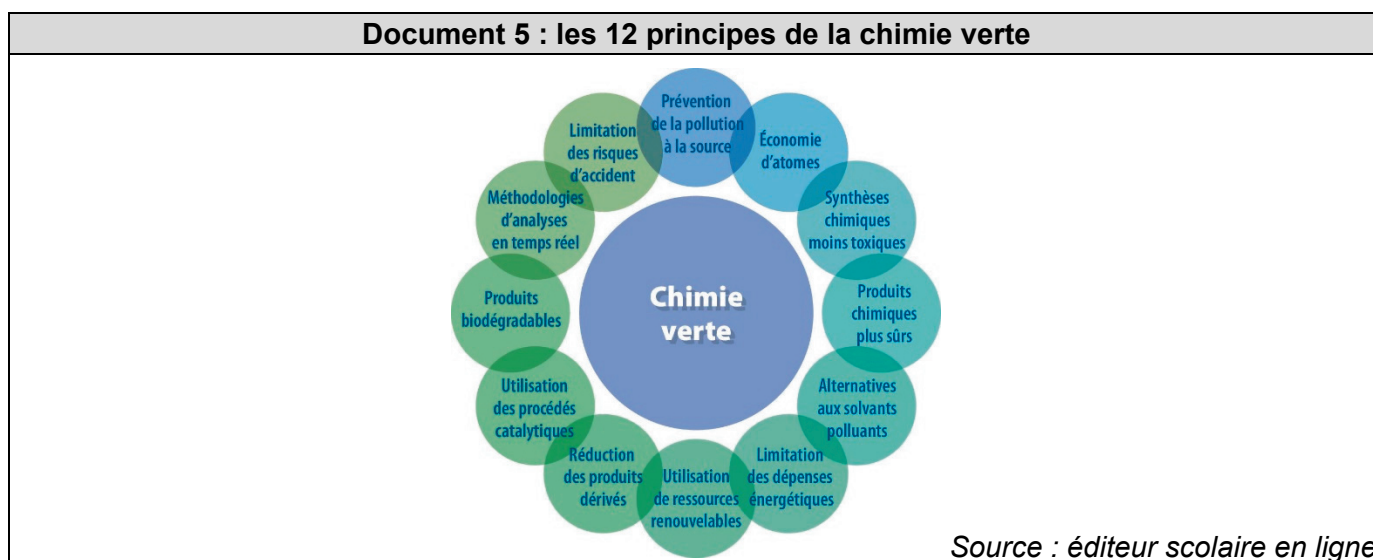 Document 5 : les 12 principes de la chimie verte
Prévention
de la pollution
à la source
Économie
d'atomes
Synthèses
chimiques
moins toxiques
Produits
chimiques
plus sûrs
Alternatives
aux solvants
polluants
Limitation
des dépenses
énergétiques
Utilisation
de ressources
renouvelables
Réduction
des produits
dérivés
Utilisation
des procédés
catalytiques
Produits
biodégradables
Méthodologies
d'analyses
en temps réel
Limitation
des risques
d'accident
Chimie
verte
Source : éditeur scolaire en ligne